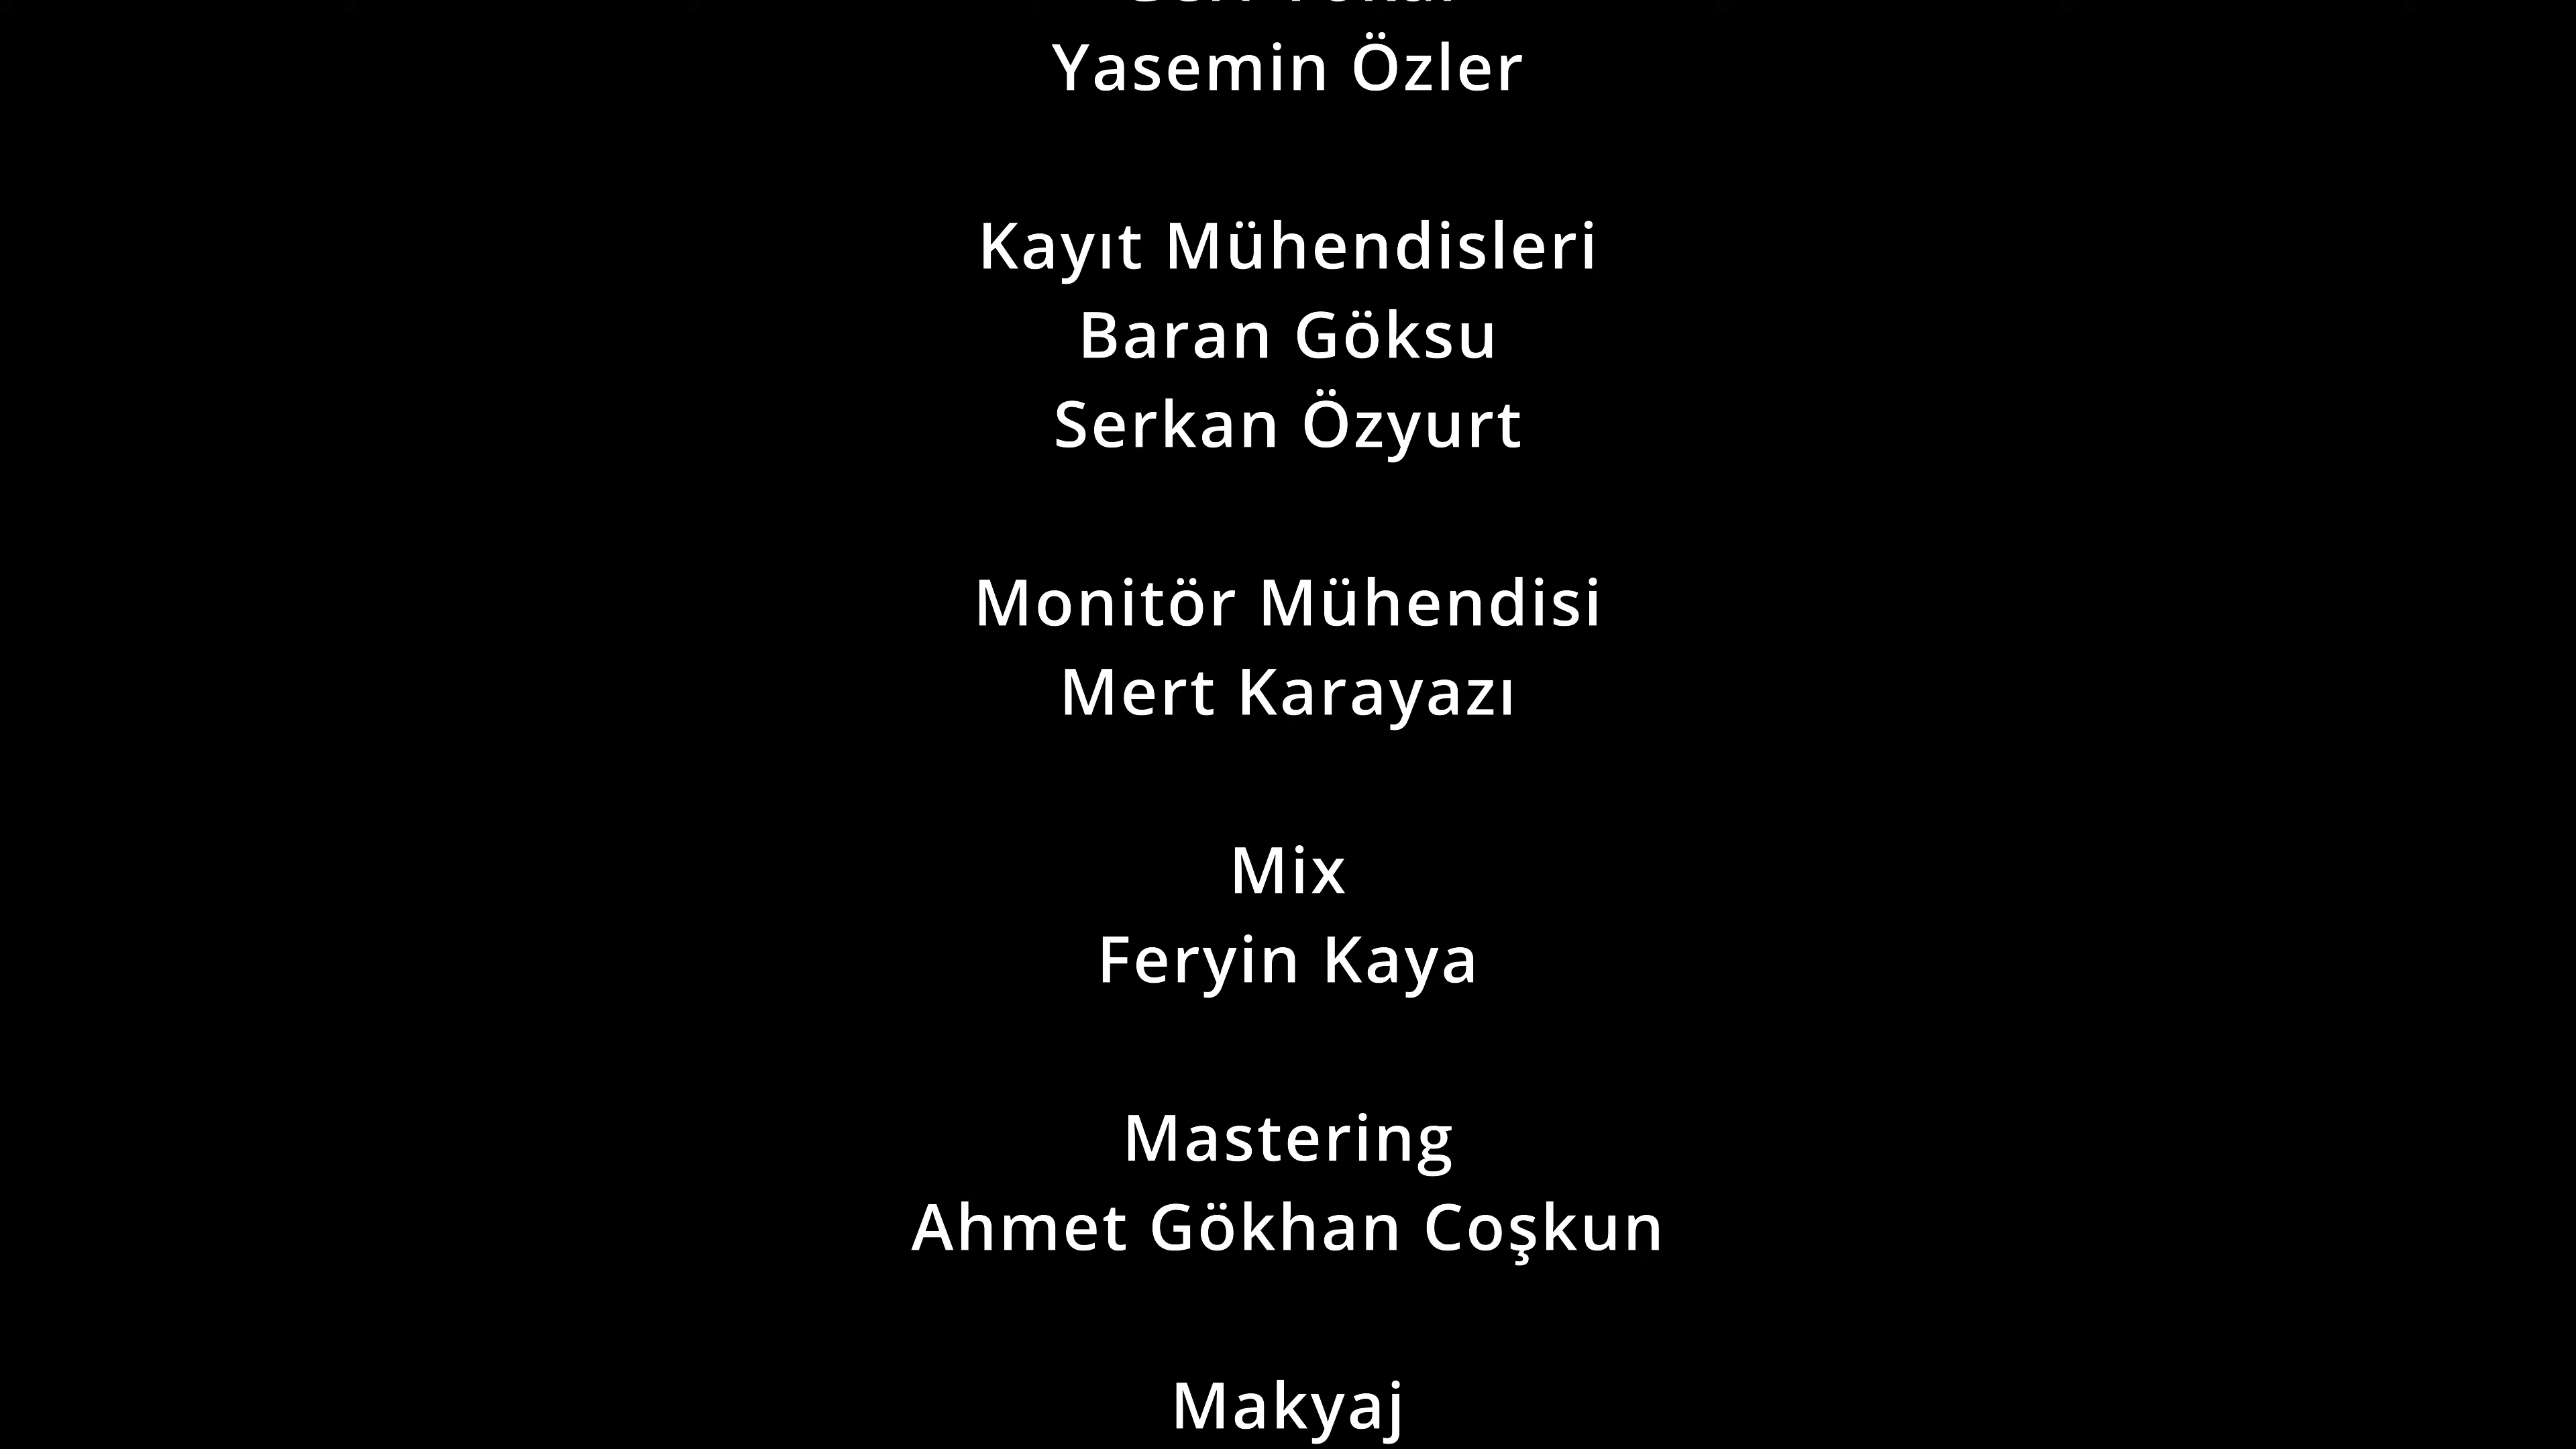 Yasemin Özler
Kayıt Mühendisleri
Baran Göksu
Serkan Özyurt
Monitör Mühendisi
Mert Karayazı
Mix
Feryin Kaya
Mastering
Ahmet Gökhan Coşkun
Makyaj